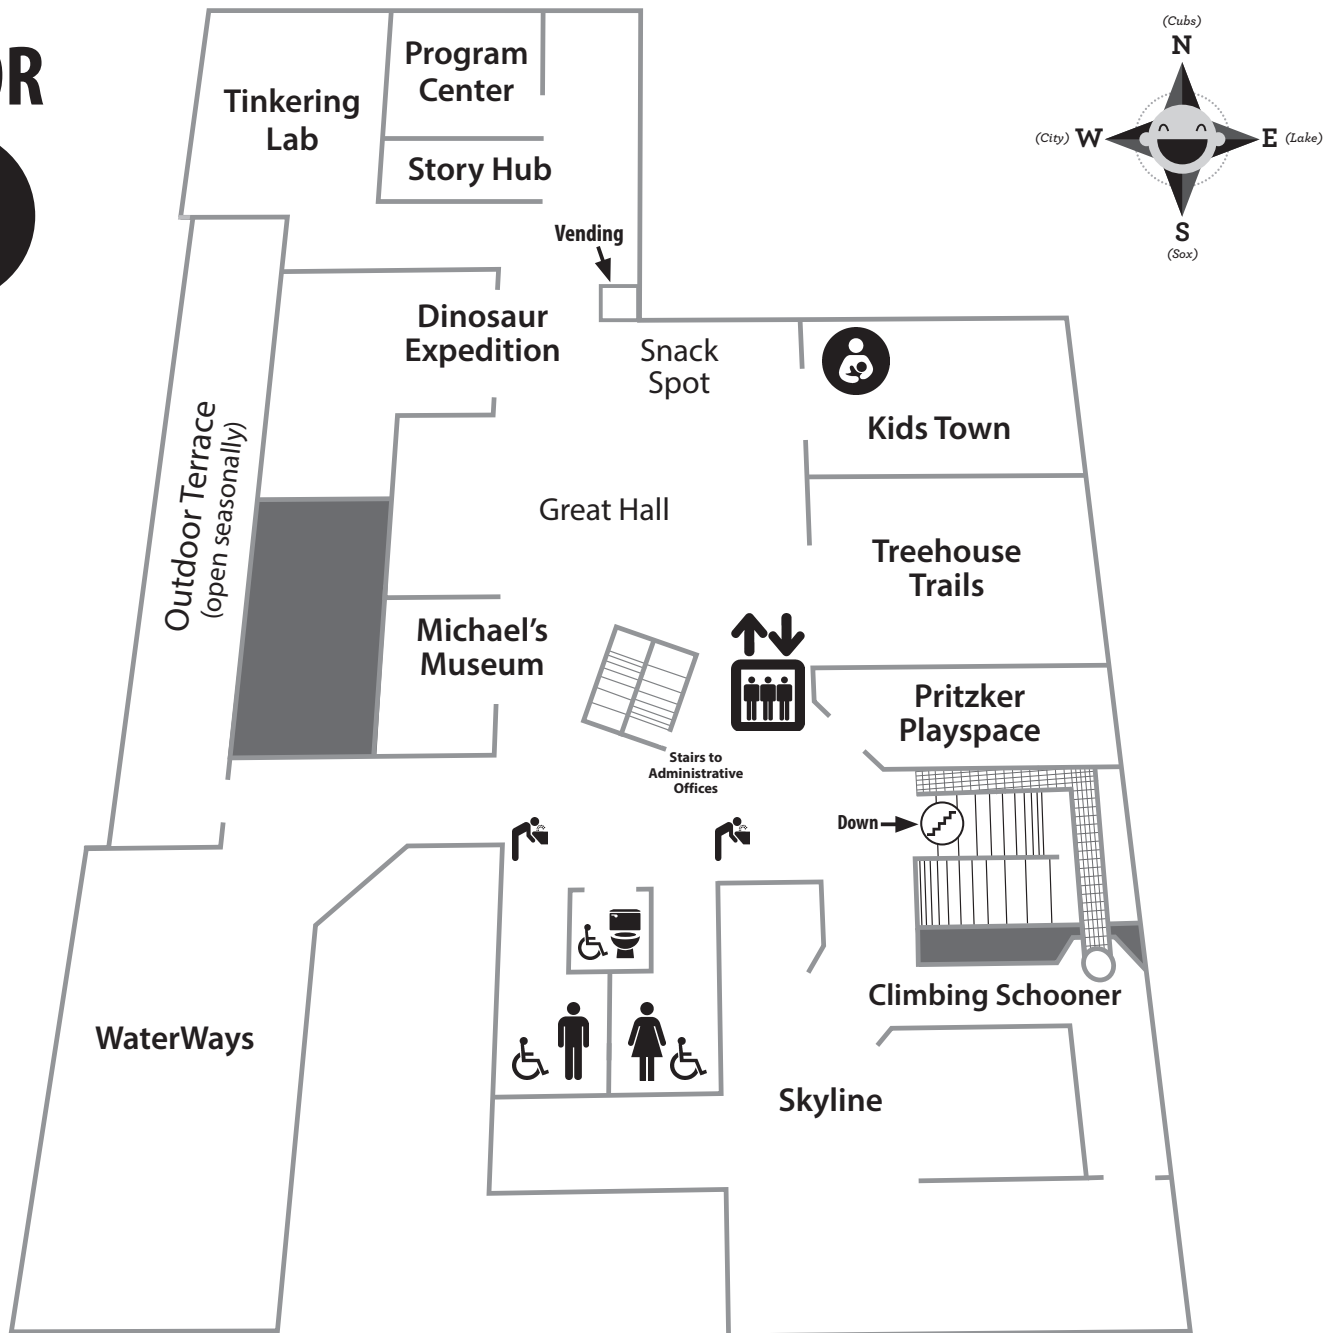 OR
(Cubs)
N
(City) W
E (Lake)
S
(Sox)
Program
Center
Tinkering
Lab
Story Hub
Vending
Dinosaur
Expedition
Snack
Spot
Kids Town
Outdoor Terrace
(open seasonally)
Great Hall
Treehouse
Trails
Michael's
Museum
Pritzker
Playspace
Stairs to
Administrative
Offices
Down
Climbing Schooner
WaterWays
Skyline